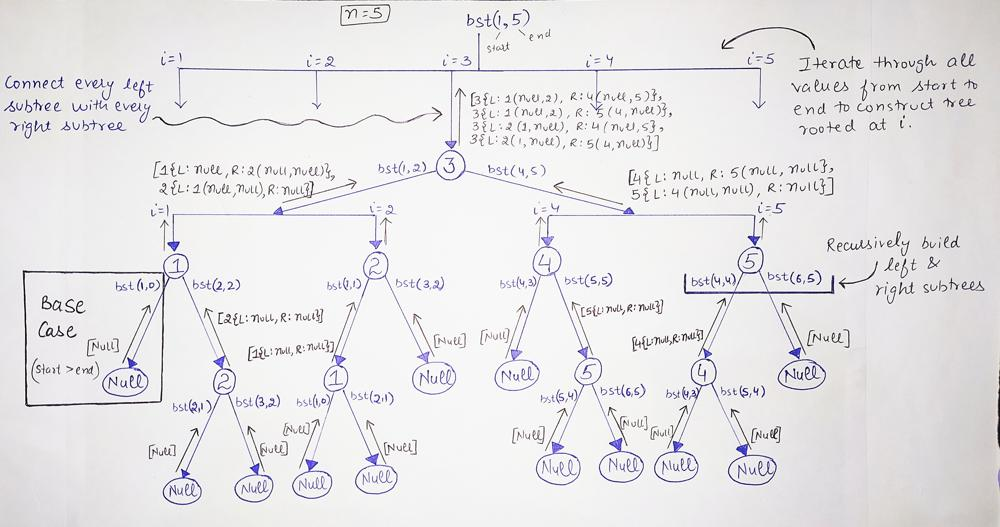 n=5
bst(1,5)
start end
i=1 i=2 i=3 i=4 i=5
Connect every left
subtree with every
right subtree
Iterate through all
values from start to
end to construct tree
rooted at i.
[3{L: 1(null,2), R: 4(null,5)},
3{L: 1(null,2), R: 5(4,null)},
3{L: 2(1,null), R: 4(null,5},
3{L: 2(1,null), R: 5(4,null)}]
3
bst(1,2) bst(4,5)
[1{L: null, R: 2(null,null)},
2{L: 1(null,null), R: null}]
[4{L: null, R: 5(null,null},
5{L: 4(null,null), R: null}]
i=1 i=2 i=4 i=5
1 2 4 5
Recursively build
left &
right subtrees
bst(1,0) bst(2,2) bst(1,1) bst(3,2) bst(4,3) bst(5,5) bst(4,4) bst(6,5)
Base
Case
(start > end)
[Null] [2{L: null, R: null}] [1{L: null, R: null}] [Null] [Null] [5{L: null, R: null}] [4{L: null, R: null}] [Null]
Null 2 1 Null Null 5 4 Null
bst(2,1) bst(3,2) bst(1,0) bst(2,1) bst(5,4) bst(6,5) bst(4,3) bst(5,4)
[Null] [Null] [Null] [Null] [Null] [Null] [Null] [Null]
Null Null Null Null Null Null Null Null